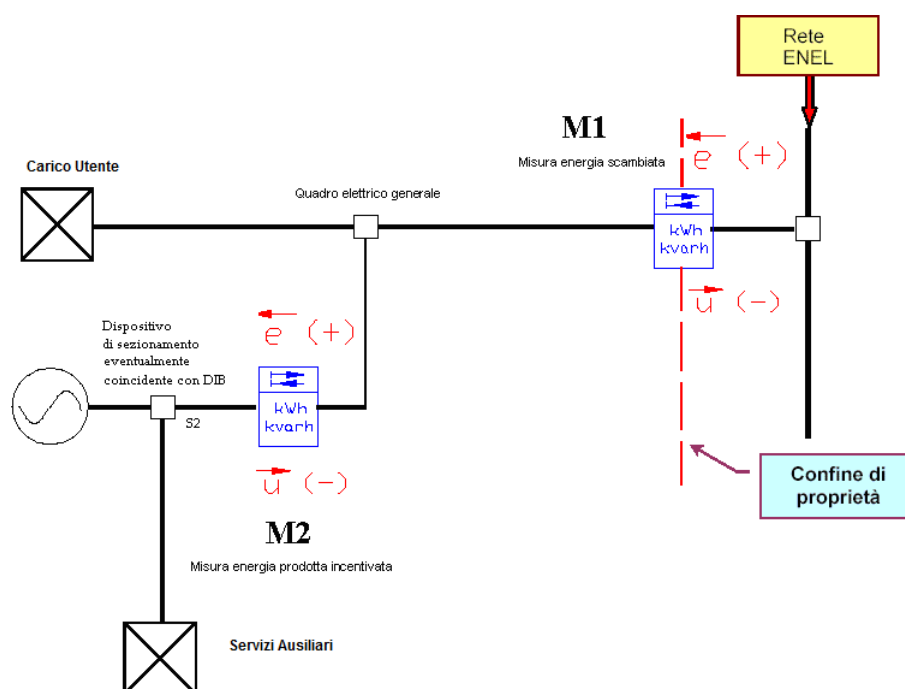 Rete
ENEL
M1
Misura energia scambiata
e (+)
Carico Utente
Quadro elettrico generale
kWh
kvarh
u (-)
Dispositivo
di sezionamento
eventualmente
coincidente con DIB
e (+)
S2
kWh
kvarh
u (-)
Confine di
proprietà
M2
Misura energia prodotta incentivata
Servizi Ausiliari